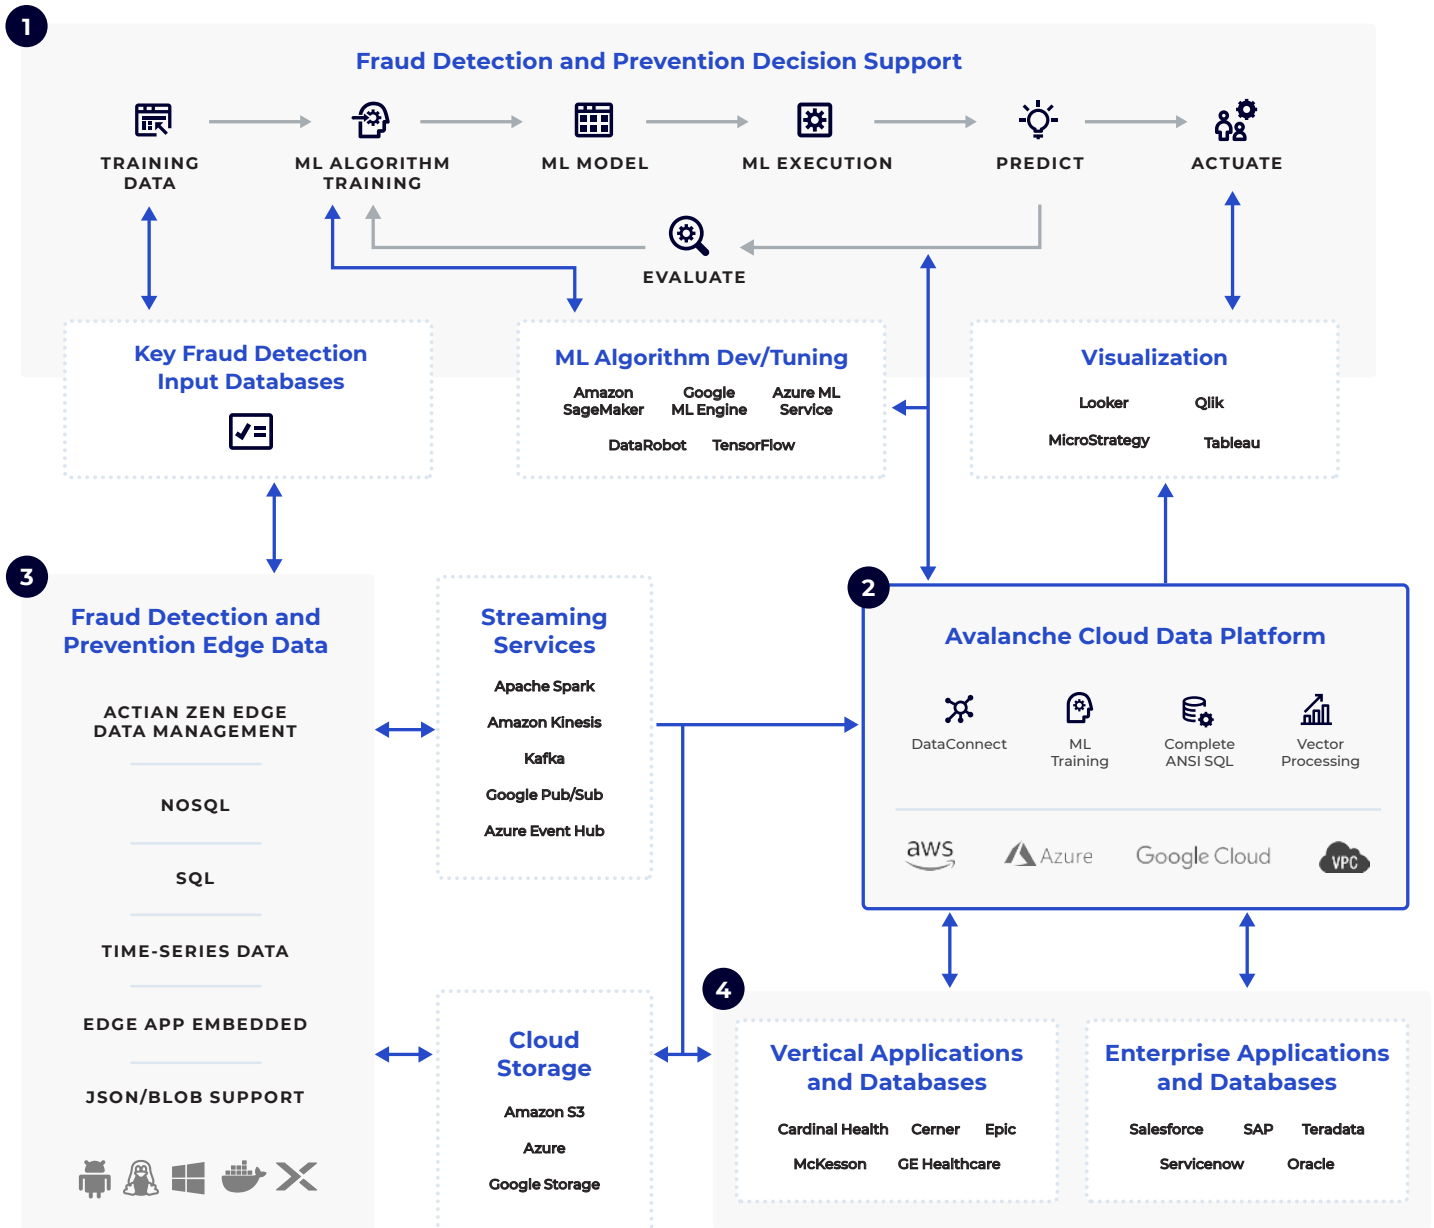 1
Fraud Detection and Prevention Decision Support
TRAINING
DATA
ML ALGORITHM
TRAINING
ML MODEL
ML EXECUTION
PREDICT
ACTUATE
EVALUATE
Key Fraud Detection
Input Databases
ML Algorithm Dev/Tuning
Amazon
SageMaker
Google
ML Engine
Azure ML
Service
DataRobot
TensorFlow
Visualization
Looker
Qlik
MicroStrategy
Tableau
3
Fraud Detection and
Prevention Edge Data
ACTIAN ZEN EDGE
DATA MANAGEMENT
NOSQL
SQL
TIME-SERIES DATA
EDGE APP EMBEDDED
JSON/BLOB SUPPORT
Streaming
Services
Apache Spark
Amazon Kinesis
Kafka
Google Pub/Sub
Azure Event Hub
Cloud
Storage
Amazon S3
Azure
Google Storage
2
Avalanche Cloud Data Platform
DataConnect
ML
Training
Complete
ANSI SQL
Vector
Processing
aws
Azure
Google Cloud
VPC
4
Vertical Applications
and Databases
Cardinal Health
Cerner
Epic
McKesson
GE Healthcare
Enterprise Applications
and Databases
Salesforce
SAP
Teradata
Servicenow
Oracle